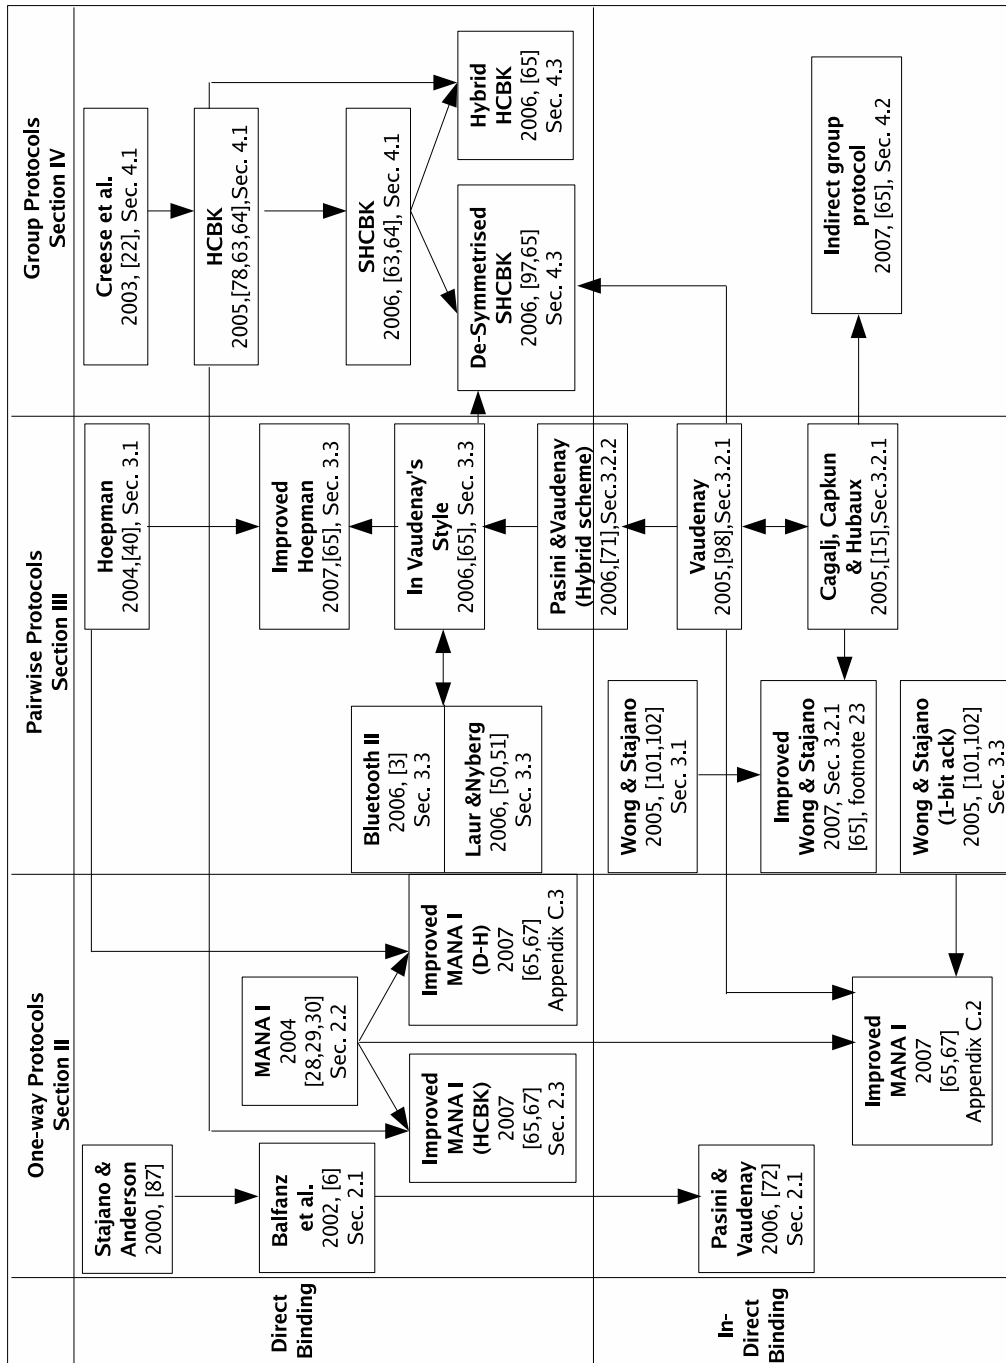 One-way Protocols
Section II
Pairwise Protocols
Section III
Group Protocols
Section IV
Direct
Binding
Stajano &
Anderson
2000, [87]
Balfanz
et al.
2002, [6]
Sec. 2.1
MANA I
2004
[28,29,30]
Sec. 2.2
Improved
MANA I
(HCBK)
2007
[65,67]
Sec. 2.3
Improved
MANA I
(D-H)
2007
[65,67]
Appendix C.3
Hoepman
2004,[40], Sec. 3.1
Improved
Hoepman
2007,[65], Sec. 3.3
Bluetooth II
2006, [3]
Sec. 3.3
Laur &Nyberg
2006, [50,51]
Sec. 3.3
In Vaudenay's
Style
2006,[65], Sec. 3.3
Pasini &Vaudenay
(Hybrid scheme)
2006,[71],Sec.3.2.2
Creese et al.
2003, [22], Sec. 4.1
HCBK
2005,[78,63,64],Sec. 4.1
SHCBK
2006, [63,64], Sec. 4.1
De-Symmetrised
SHCBK
2006, [97,65]
Sec. 4.3
Hybrid
HCBK
2006, [65]
Sec. 4.3
In-
Direct
Binding
Pasini &
Vaudenay
2006, [72]
Sec. 2.1
Improved
MANA I
2007
[65,67]
Appendix C.2
Wong & Stajano
2005, [101,102]
Sec. 3.1
Improved
Wong & Stajano
2007, Sec. 3.2.1
[65], footnote 23
Wong & Stajano
(1-bit ack)
2005, [101,102]
Sec. 3.3
Vaudenay
2005,[98],Sec.3.2.1
Cagalj, Capkun
& Hubaux
2005,[15],Sec.3.2.1
Indirect group
protocol
2007, [65], Sec. 4.2